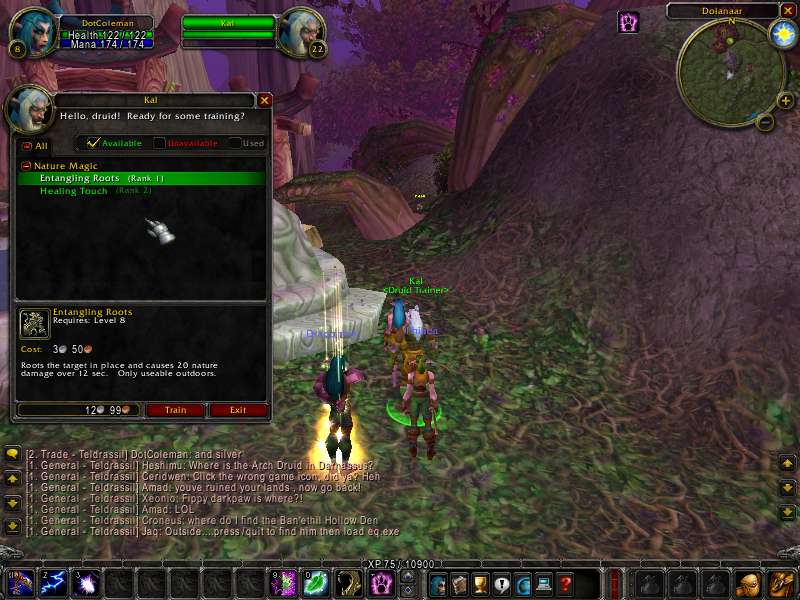 DotColeman
Health 122 / 122
Mana 174 / 174
8
Kal
22
Dolanaar
N
Kal
Hello, druid! Ready for some training?
All
Available
Unavailable
Used
Nature Magic
Entangling Roots (Rank 1)
Healing Touch (Rank 2)
Entangling Roots
Requires: Level 8
Cost: 3 50
Roots the target in place and causes 20 nature
damage over 12 sec. Only useable outdoors.
12 99
Train
Exit
Kal
<Druid Trainer>
[2. Trade - Teldrassil] DotColeman: and silver
[1. General - Teldrassil] Heshimu: Where is the Arch Druid in Darnassus?
[1. General - Teldrassil] Ceridwen: Click the wrong game icon, did ya? Heh
[1. General - Teldrassil] Amad: youve ruined your lands , now go back!
[1. General - Teldrassil] Xeonio: Fippy darkpaw is where?!
[1. General - Teldrassil] Amad: LOL
[1. General - Teldrassil] Croneus: where do I find the Ban'ethil Hollow Den
[1. General - Teldrassil] Jag: Outside....press /quit to find him then load eq.exe
XP 75 / 10900